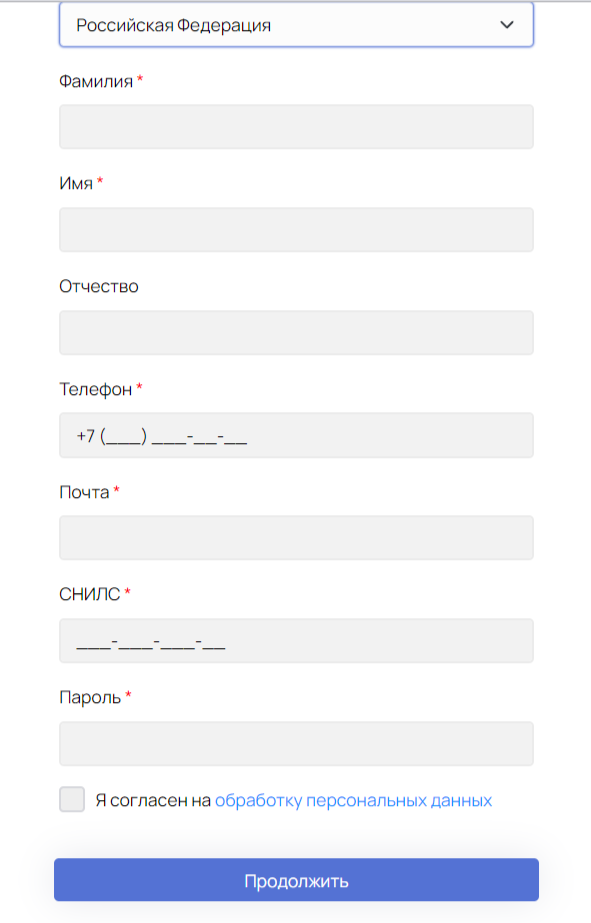 Российская Федерация
Фамилия *
Имя *
Отчество
Телефон *
+7 (___) ___-__-__
Почта *
СНИЛС *
___-___-___-__
Пароль *
Я согласен на обработку персональных данных
Продолжить